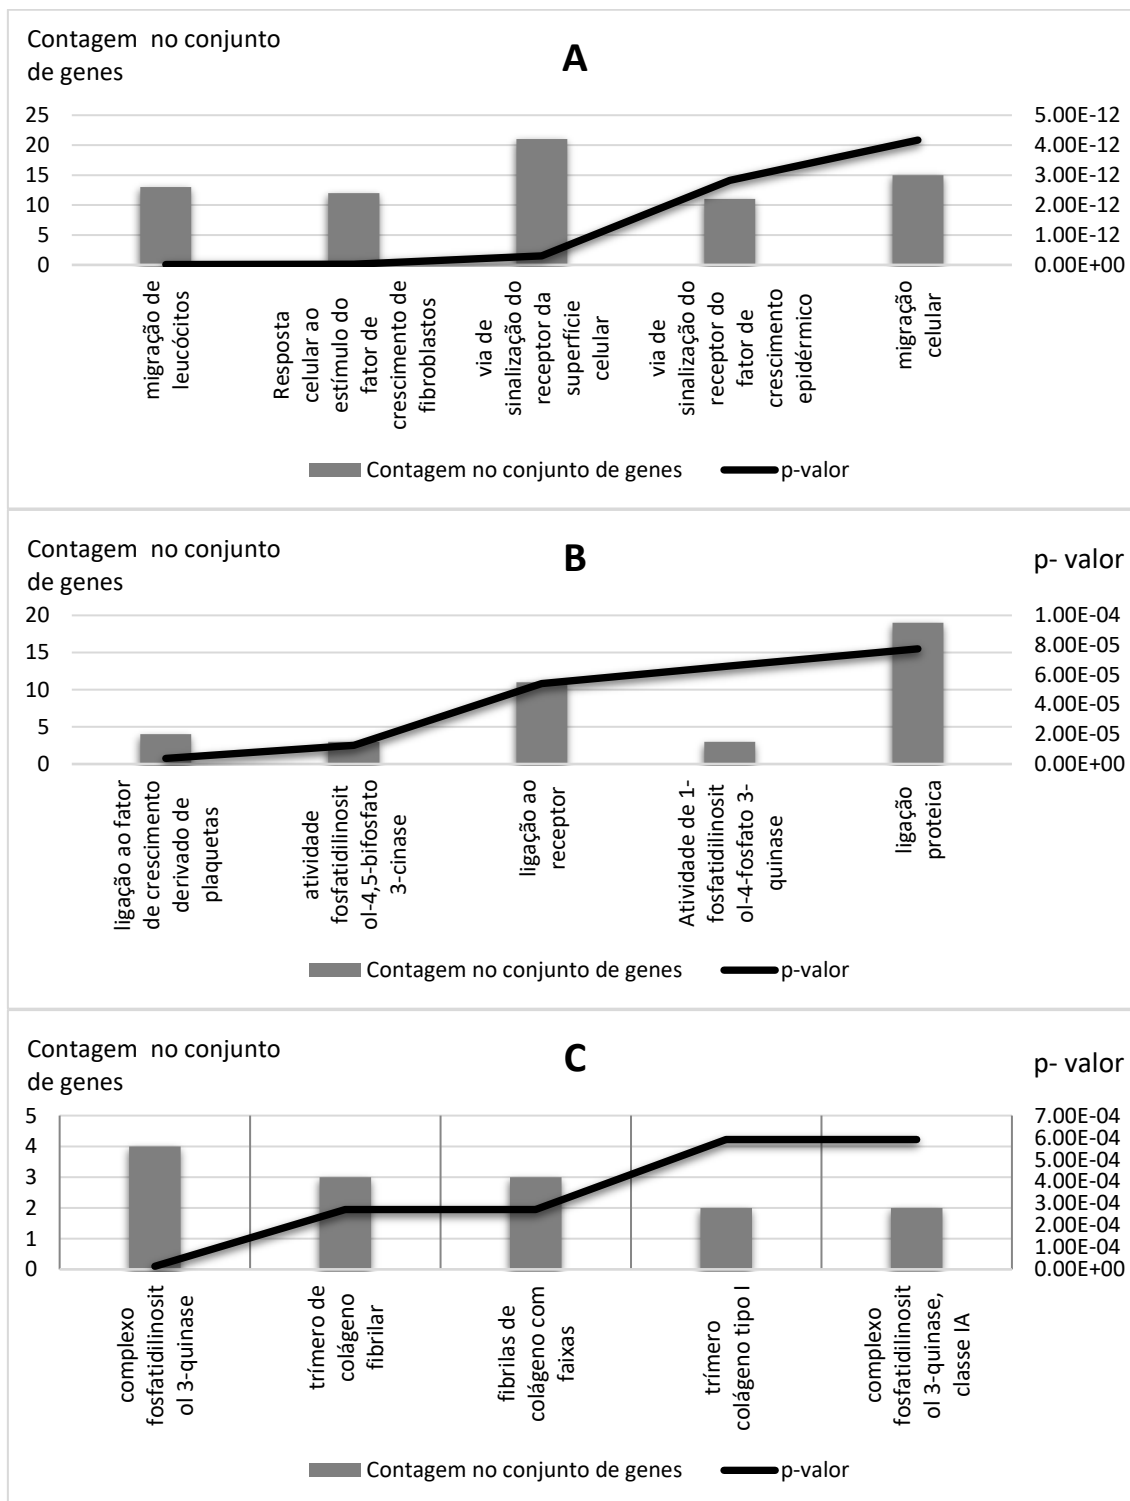 Contagem no conjunto
de genes
A
25
20
15
10
5
0
5.00E-12
4.00E-12
3.00E-12
2.00E-12
1.00E-12
0.00E+00
migração de
leucócitos
Resposta
celular ao
estímulo do
fator de
crescimento de
fibroblastos
via de
sinalização do
receptor da
superfície
celular
via de
sinalização do
receptor do
fator de
crescimento
epidérmico
migração
celular
Contagem no conjunto de genes
p-valor
Contagem no conjunto
de genes
B
p- valor
20
15
10
5
0
1.00E-04
8.00E-05
6.00E-05
4.00E-05
2.00E-05
0.00E+00
ligação ao fator
de crescimento
derivado de
plaquetas
atividade
fosfatidilinosit
ol-4,5-bifosfato
3-cinase
ligação ao
receptor
Atividade de 1-
fosfatidilinosit
ol-4-fosfato 3-
quinase
ligação
proteica
Contagem no conjunto de genes
p-valor
Contagem no conjunto
de genes
C
p- valor
5
4
3
2
1
0
7.00E-04
6.00E-04
5.00E-04
4.00E-04
3.00E-04
2.00E-04
1.00E-04
0.00E+00
complexo
fosfatidilinosit
ol 3-quinase
trímero de
colágeno
fibrilar
fibrilas de
colágeno com
faixas
trímero
colágeno tipo I
complexo
fosfatidilinosit
ol 3-quinase,
classe IA
Contagem no conjunto de genes
p-valor